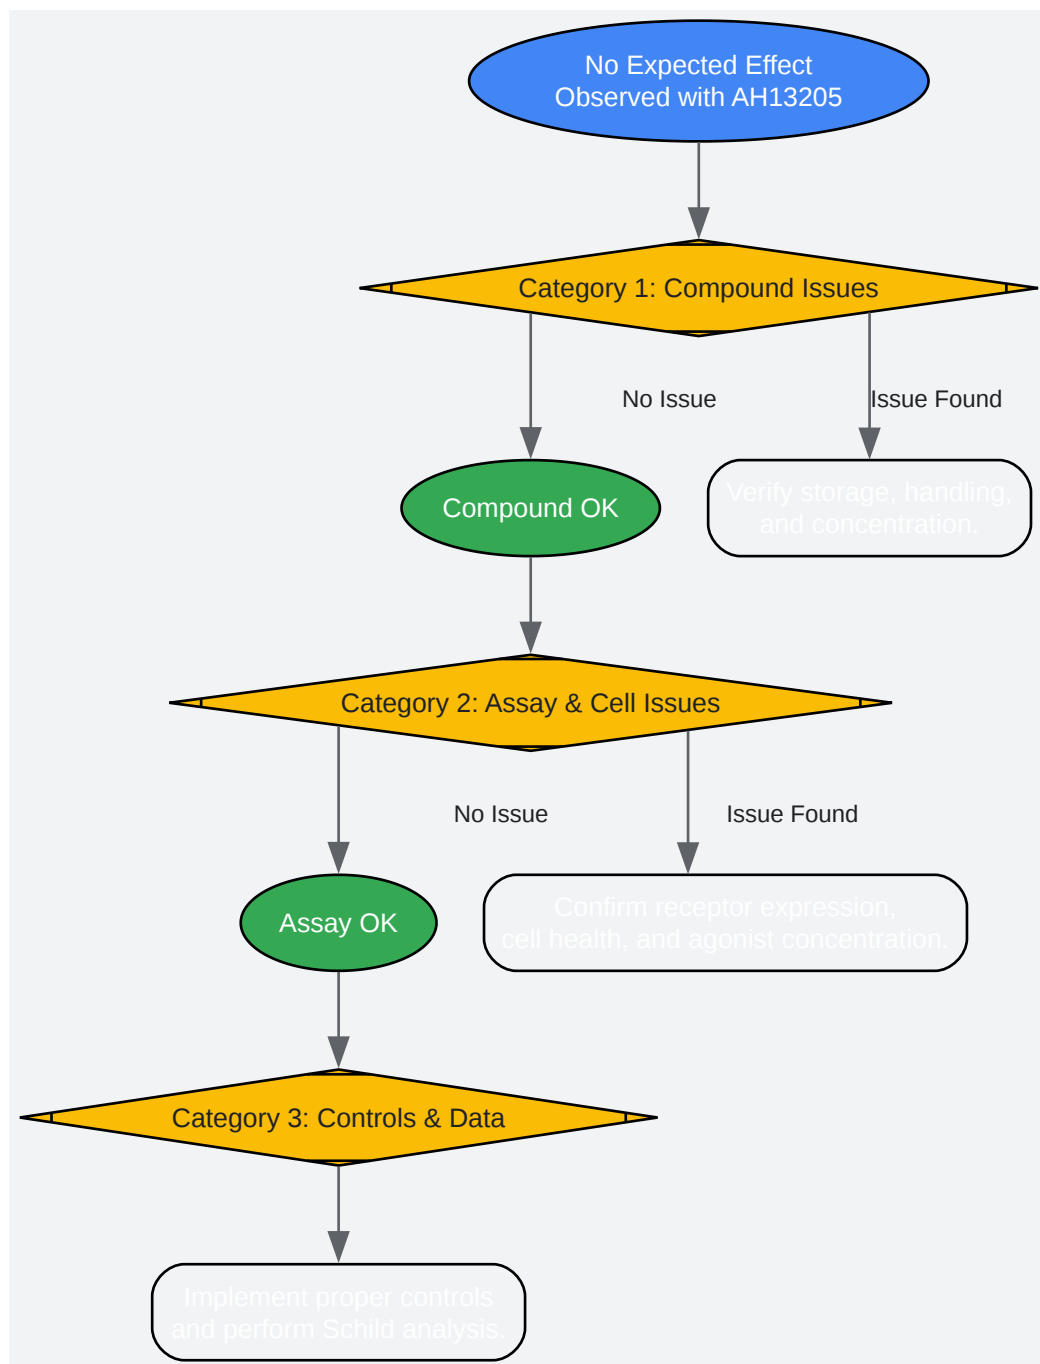 No Expected Effect
Observed with AH13205
Category 1: Compound Issues
No Issue
Issue Found
Compound OK
Verify storage, handling,
and concentration.
Category 2: Assay & Cell Issues
No Issue
Issue Found
Assay OK
Confirm receptor expression,
cell health, and agonist concentration.
Category 3: Controls & Data
Implement proper controls
and perform Schild analysis.